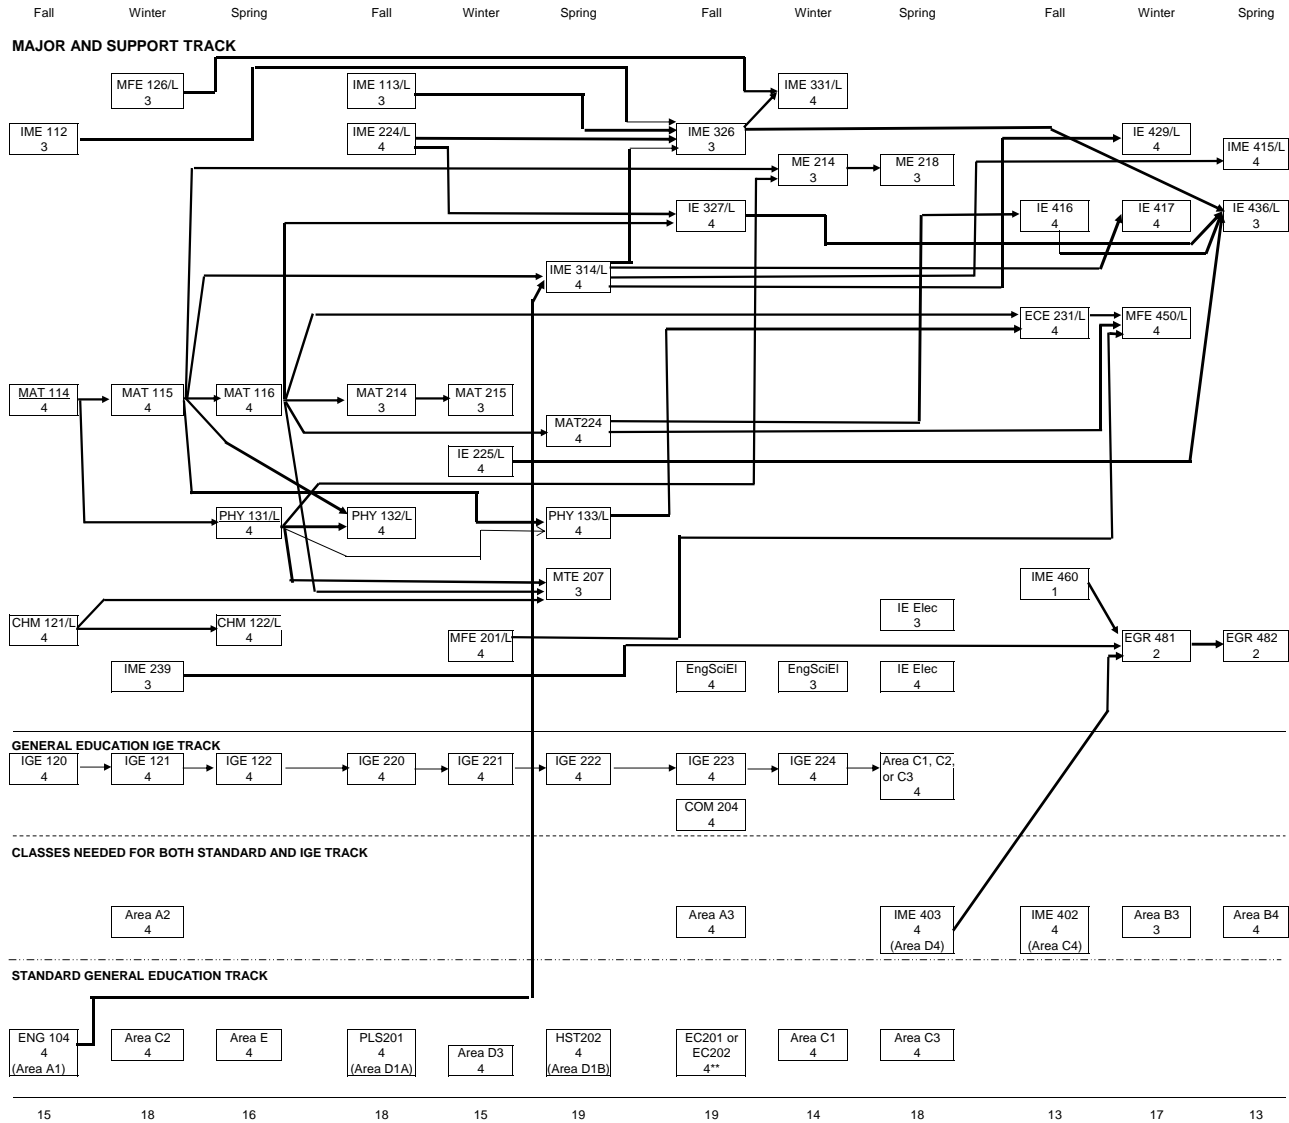 Fall Winter Spring Fall Winter Spring Fall Winter Spring Fall Winter Spring
MAJOR AND SUPPORT TRACK
MFE 126/L
3
IME 113/L
3
IME 331/L
4
IME 112
3
IME 224/L
4
IME 326
3
IE 429/L
4
IME 415/L
4
ME 214
3
ME 218
3
IE 327/L
4
IE 416
4
IE 417
4
IE 436/L
3
IME 314/L
4
ECE 231/L
4
MFE 450/L
4
MAT 114
4
MAT 115
4
MAT 116
4
MAT 214
3
MAT 215
3
MAT224
4
IE 225/L
4
PHY 131/L
4
PHY 132/L
4
PHY 133/L
4
MTE 207
3
IME 460
1
IE Elec
3
CHM 121/L
4
CHM 122/L
4
MFE 201/L
4
EGR 481
2
EGR 482
2
IME 239
3
EngSciEl
4
EngSciEl
3
IE Elec
4
GENERAL EDUCATION IGE TRACK
IGE 120
4
IGE 121
4
IGE 122
4
IGE 220
4
IGE 221
4
IGE 222
4
IGE 223
4
IGE 224
4
Area C1, C2,
or C3
4
COM 204
4
CLASSES NEEDED FOR BOTH STANDARD AND IGE TRACK
Area A2
4
Area A3
4
IME 403
4
(Area D4)
IME 402
4
(Area C4)
Area B3
3
Area B4
4
STANDARD GENERAL EDUCATION TRACK
ENG 104
4
(Area A1)
Area C2
4
Area E
4
PLS201
4
(Area D1A)
Area D3
4
HST202
4
(Area D1B)
EC201 or
EC202
4**
Area C1
4
Area C3
4
15 18 16 18 15 19 19 14 18 13 17 13